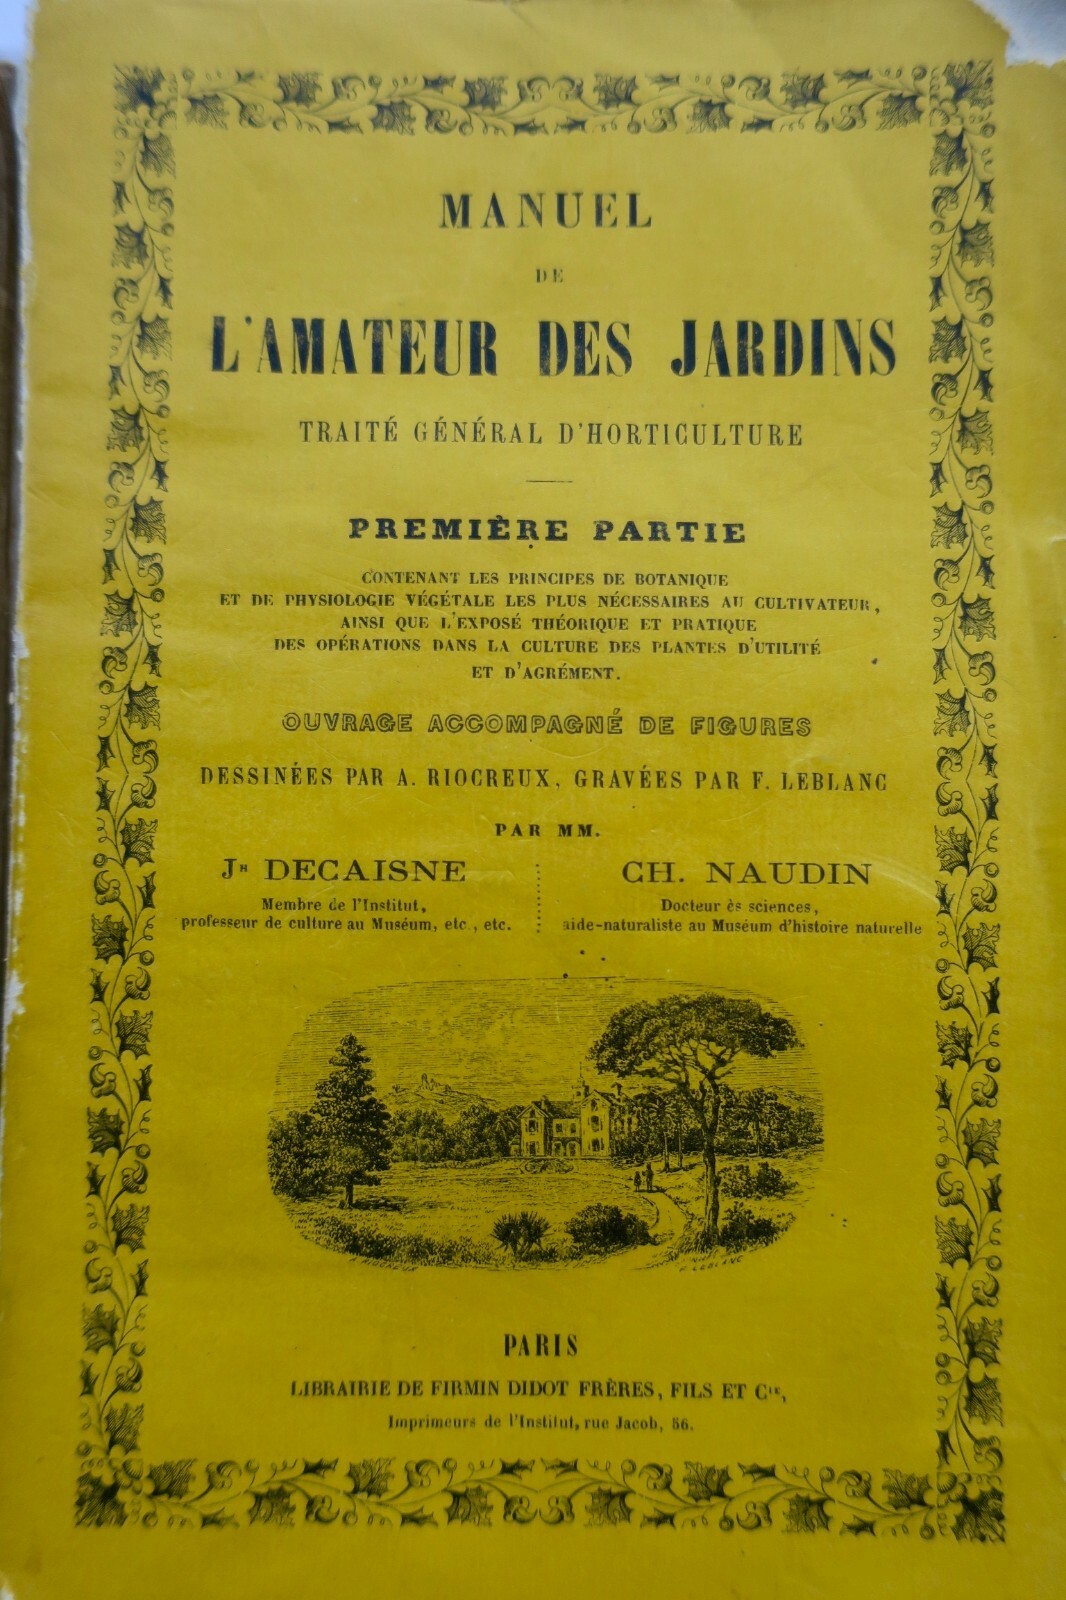 MANUEL
DE
L'AMATEUR DES JARDINS
TRAITÉ GÉNÉRAL D'HORTICULTURE
PREMIÈRE PARTIE
CONTENANT LES PRINCIPES DE BOTANIQUE
ET DE PHYSIOLOGIE VÉGÉTALE LES PLUS NÉCESSAIRES AU CULTIVATEUR,
AINSI QUE L'EXPOSÉ THÉORIQUE ET PRATIQUE
DES OPÉRATIONS DANS LA CULTURE DES PLANTES D'UTILITÉ
ET D'AGRÉMENT.
OUVRAGE ACCOMPAGNÉ DE FIGURES
DESSINÉES PAR A. RIOCREUX, GRAVÉES PAR F. LEBLANC
PAR MM.
Jh DECAISNE
Membre de l'Institut,
professeur de culture au Muséum, etc., etc.
CH. NAUDIN
Docteur ès sciences,
aide-naturaliste au Muséum d'histoire naturelle
F. LEBLANC
PARIS
LIBRAIRIE DE FIRMIN DIDOT FRÈRES, FILS ET Cie,
Imprimeurs de l'Institut, rue Jacob, 56.